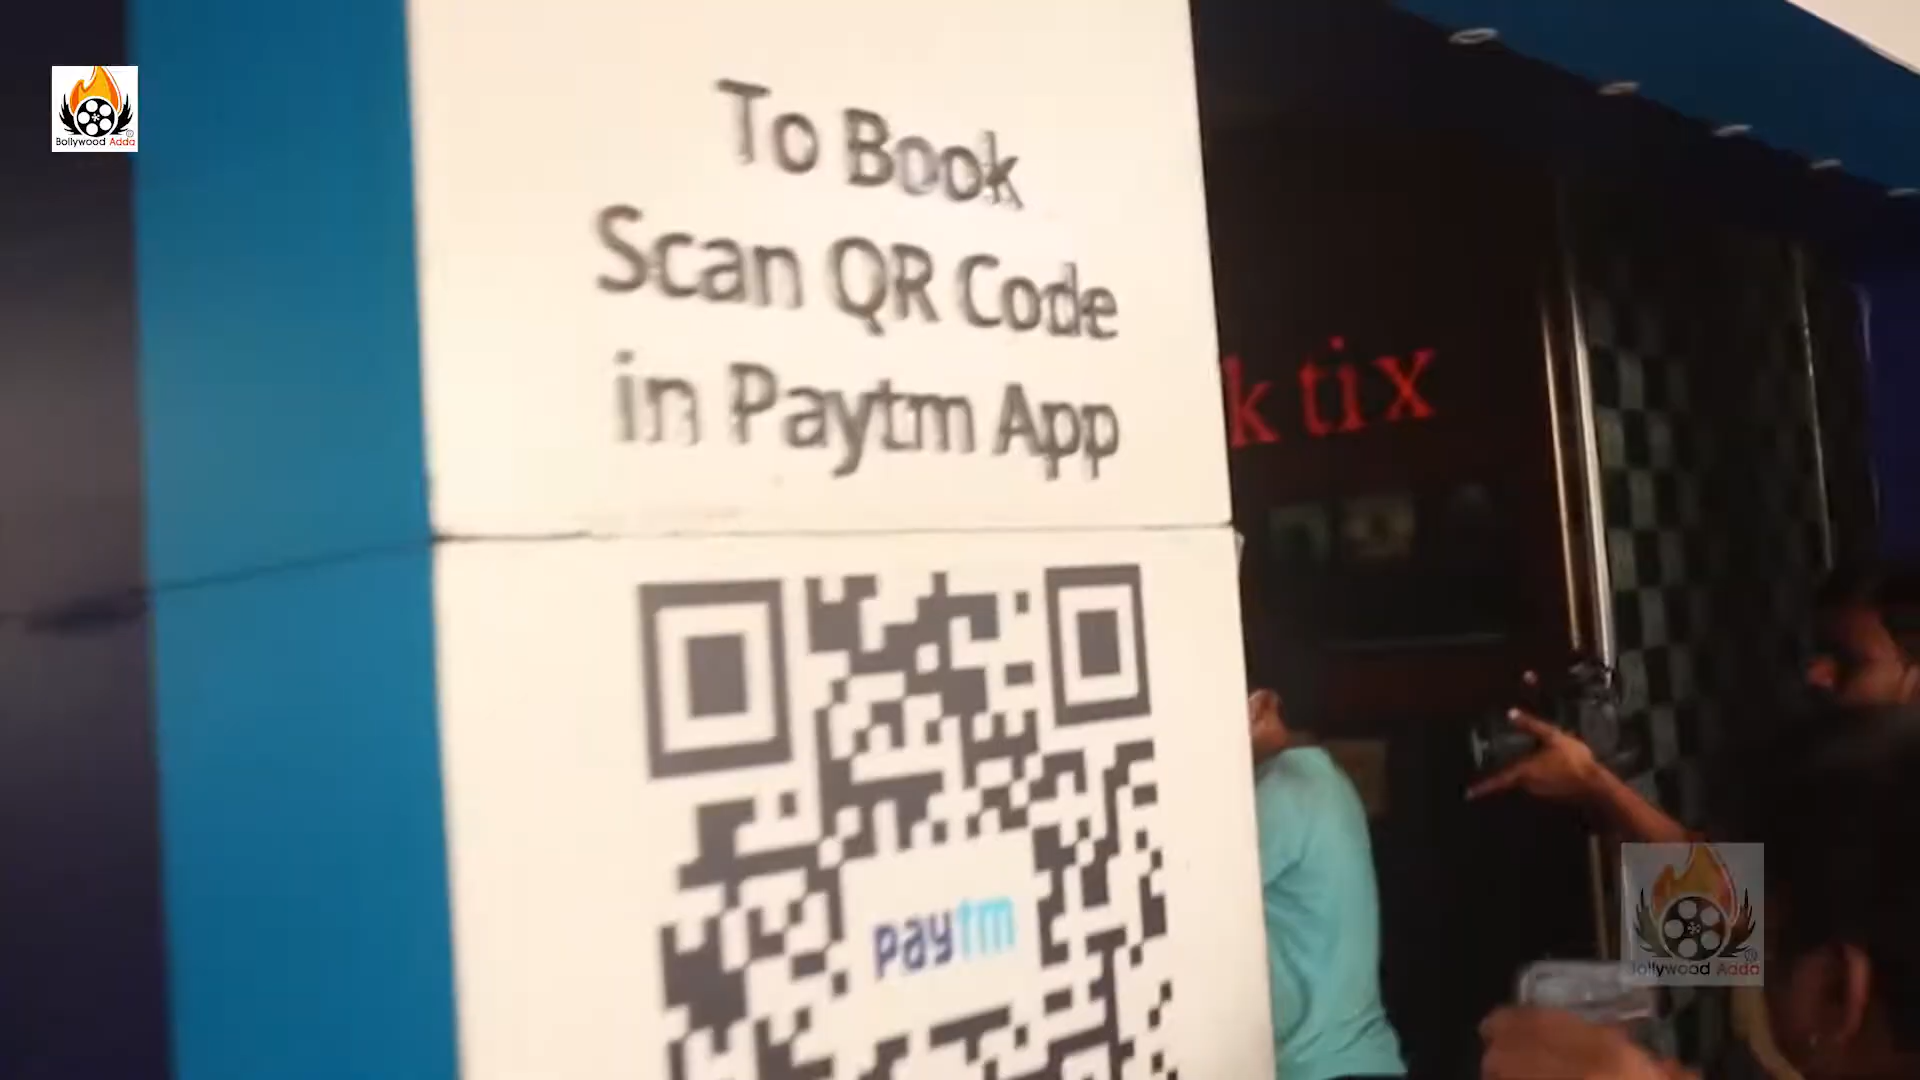 Bollywood Adda
To Book
Scan QR Code
in Paytm App
k tix
paytm
Bollywood Adda